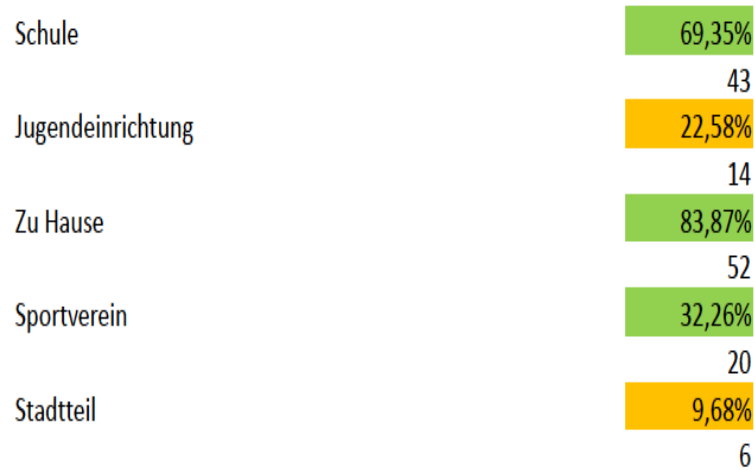 Schule 69,35%
43
Jugendeinrichtung 22,58%
14
Zu Hause 83,87%
52
Sportverein 32,26%
20
Stadtteil 9,68%
6